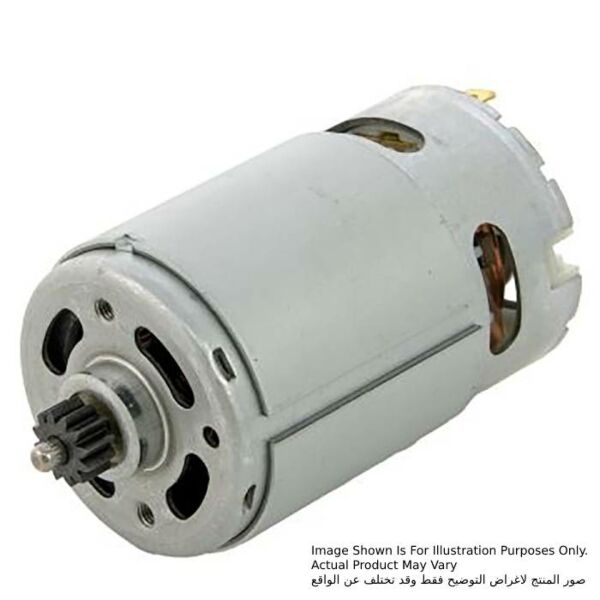 Image Shown Is For Illustration Purposes Only.
Actual Product May Vary
صور المنتج لاغراض التوضيح فقط وقد تختلف عن الواقع